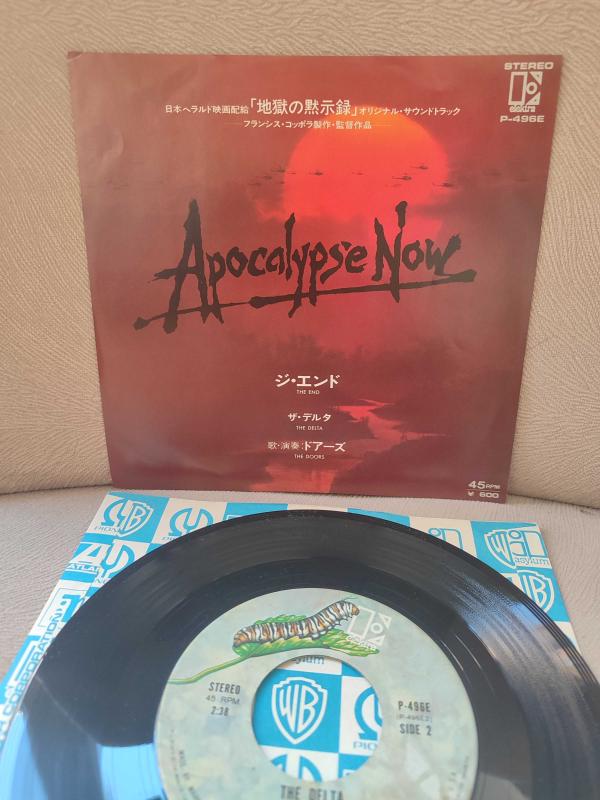 STEREO
elektra
P-496E
日本ヘラルド映画配給「地獄の黙示録」オリジナル・サウンドトラック
フランシス・コッポラ製作・監督作品
Apocalypse Now
ジ・エンド
THE END
ザ・デルタ
THE DELTA
歌・演奏:ドアーズ
THE DOORS
45RPM
¥ 600
asylum
CORPORATION
STEREO
45 RPM
2:38
WB
P-496E
(P-496E2)
SIDE 2
THE DELTA